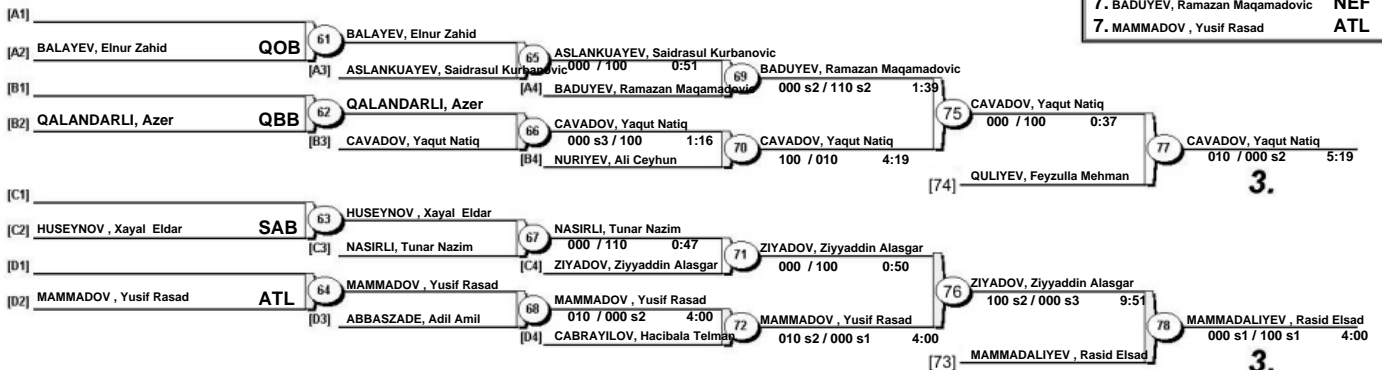 7. BADUYEV, Ramazan Maqamadovic NEF
7. MAMMADOV , Yusif Rasad ATL
[A1]
[A2] BALAYEV, Elnur Zahid QOB
61 BALAYEV, Elnur Zahid
[A3] ASLANKUAYEV, Saidrasul Kurbanovic
65 ASLANKUAYEV, Saidrasul Kurbanovic
000 / 100 0:51
[A4] BADUYEV, Ramazan Maqamadovic
69 BADUYEV, Ramazan Maqamadovic
000 s2 / 110 s2 1:39
[B1]
[B2] QALANDARLI, Azer QBB
62 QALANDARLI, Azer
[B3] CAVADOV, Yaqut Natiq
66 CAVADOV, Yaqut Natiq
000 s3 / 100 1:16
[B4] NURIYEV, Ali Ceyhun
70 CAVADOV, Yaqut Natiq
100 / 010 4:19
75 CAVADOV, Yaqut Natiq
000 / 100 0:37
[74] QULIYEV, Feyzulla Mehman
77 CAVADOV, Yaqut Natiq
010 / 000 s2 5:19
3.
[C1]
[C2] HUSEYNOV , Xayal Eldar SAB
63 HUSEYNOV , Xayal Eldar
[C3] NASIRLI, Tunar Nazim
67 NASIRLI, Tunar Nazim
000 / 110 0:47
[C4] ZIYADOV, Ziyyaddin Alasgar
71 ZIYADOV, Ziyyaddin Alasgar
000 / 100 0:50
[D1]
[D2] MAMMADOV , Yusif Rasad ATL
64 MAMMADOV , Yusif Rasad
[D3] ABBASZADE, Adil Amil
68 MAMMADOV , Yusif Rasad
010 / 000 s2 4:00
[D4] CABRAYILOV, Hacibala Telman
72 MAMMADOV , Yusif Rasad
010 s2 / 000 s1 4:00
76 ZIYADOV, Ziyyaddin Alasgar
100 s2 / 000 s3 9:51
[73] MAMMADALIYEV , Rasid Elsad
78 MAMMADALIYEV , Rasid Elsad
000 s1 / 100 s1 4:00
3.